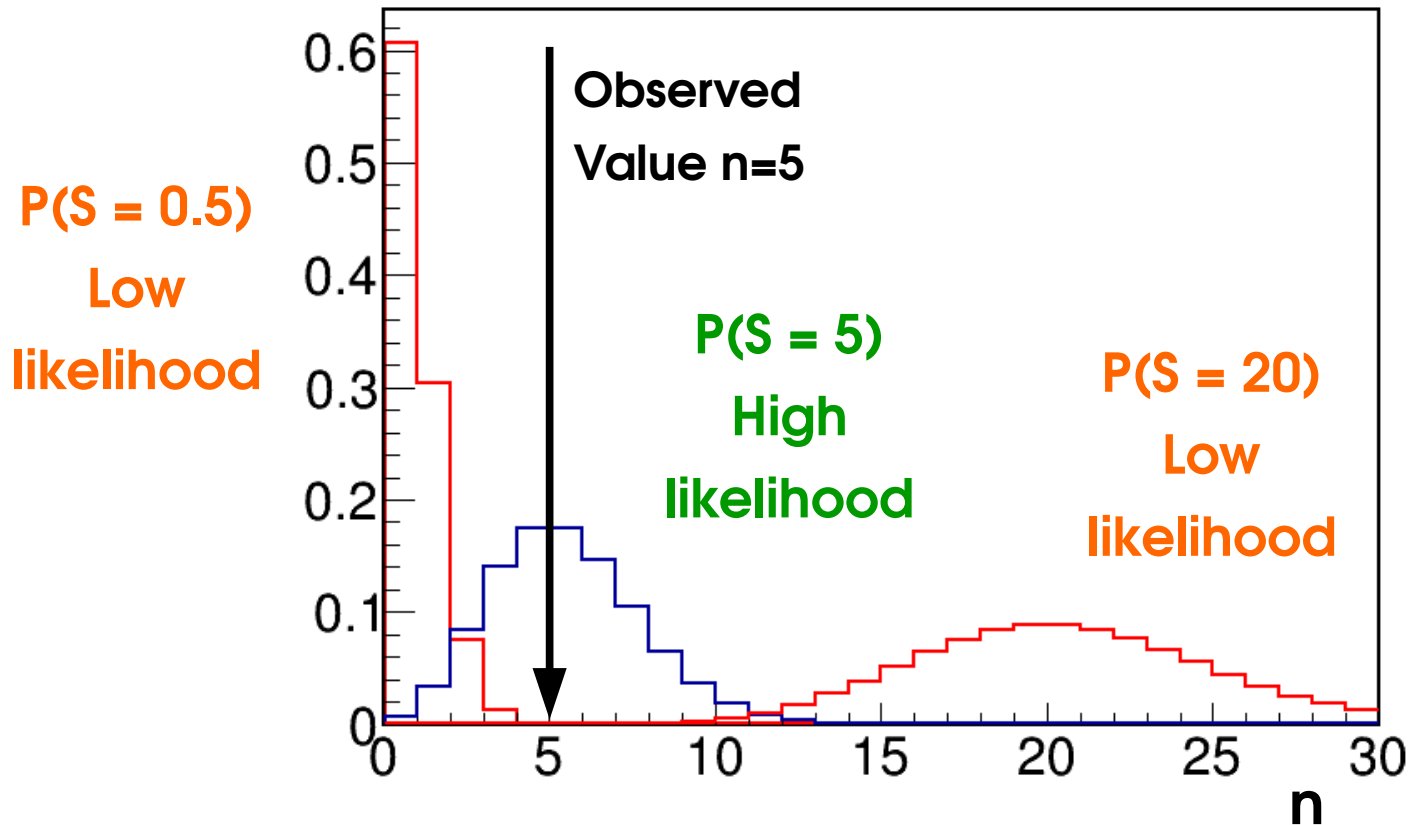 0.6
0.5
0.4
0.3
0.2
0.1
0
0 5 10 15 20 25 30
n
Observed
Value n=5
P(S = 0.5)
Low
likelihood
P(S = 5)
High
likelihood
P(S = 20)
Low
likelihood